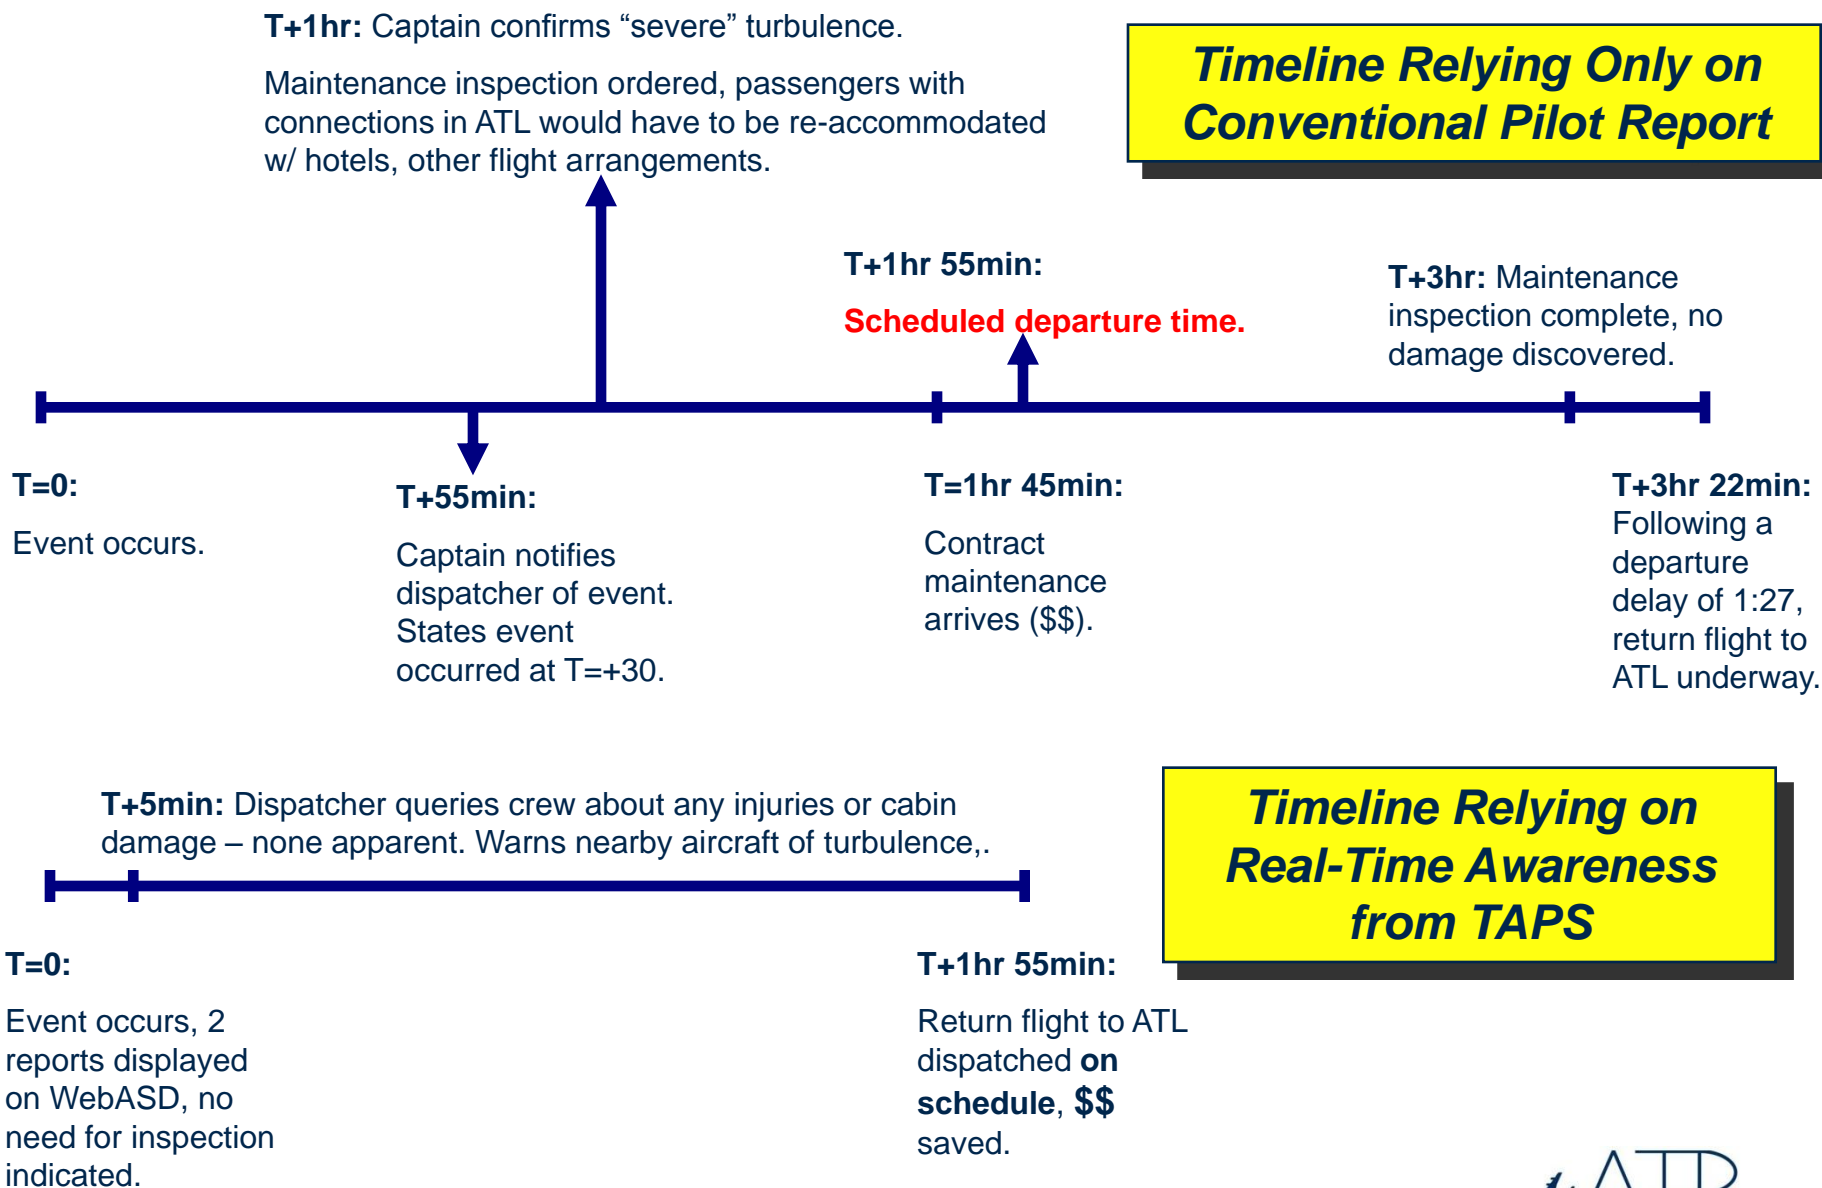 T+1hr: Captain confirms “severe” turbulence.
Maintenance inspection ordered, passengers with
connections in ATL would have to be re-accommodated
w/ hotels, other flight arrangements.
Timeline Relying Only on
Conventional Pilot Report
T+1hr 55min:
Scheduled departure time.
T+3hr: Maintenance
inspection complete, no
damage discovered.
T=0:
Event occurs.
T+55min:
Captain notifies
dispatcher of event.
States event
occurred at T=+30.
T=1hr 45min:
Contract
maintenance
arrives ($$).
T+3hr 22min:
Following a
departure
delay of 1:27,
return flight to
ATL underway.
T+5min: Dispatcher queries crew about any injuries or cabin
damage – none apparent. Warns nearby aircraft of turbulence,.
Timeline Relying on
Real-Time Awareness
from TAPS
T=0:
Event occurs, 2
reports displayed
on WebASD, no
need for inspection
indicated.
T+1hr 55min:
Return flight to ATL
dispatched on
schedule, $$
saved.